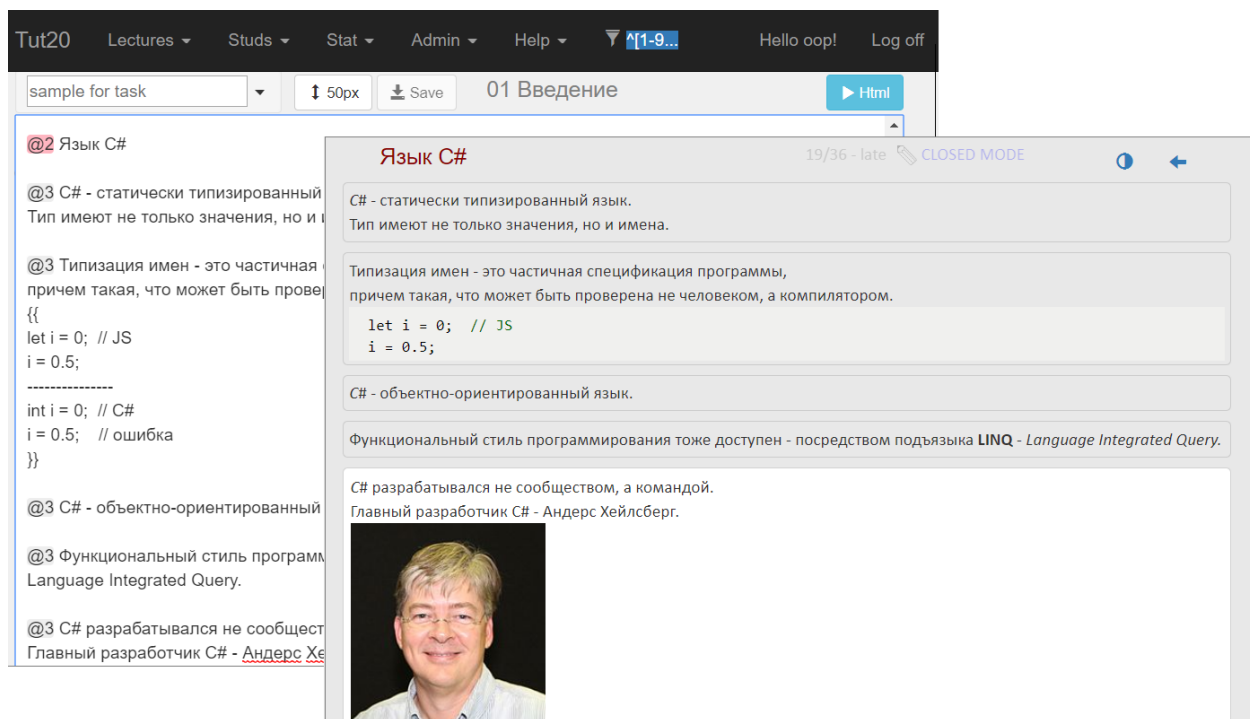 Tut20 Lectures Studs Stat Admin Help ^[1-9... Hello oop! Log off
sample for task 50px Save 01 Введение Html
@2 Язык C#
@3 C# - статически типизированный
Тип имеют не только значения, но и
@3 Типизация имен - это частичная
причем такая, что может быть
{{
let i = 0; // JS
i = 0.5;
---------------
int i = 0; // C#
i = 0.5; // ошибка
}}
@3 C# - объектно-ориентированный
@3 Функциональный стиль
Language Integrated Query.
@3 C# разрабатывался не
Главный разработчик C# - Андерс
Язык C# 19/36 - late CLOSED MODE
C# - статически типизированный язык.
Тип имеют не только значения, но и имена.
Типизация имен - это частичная спецификация программы,
причем такая, что может быть проверена не человеком, а компилятором.
let i = 0; // JS
i = 0.5;
C# - объектно-ориентированный язык.
Функциональный стиль программирования тоже доступен - посредством подъязыка LINQ - Language Integrated Query.
C# разрабатывался не сообществом, а командой.
Главный разработчик C# - Андерс Хейлсберг.